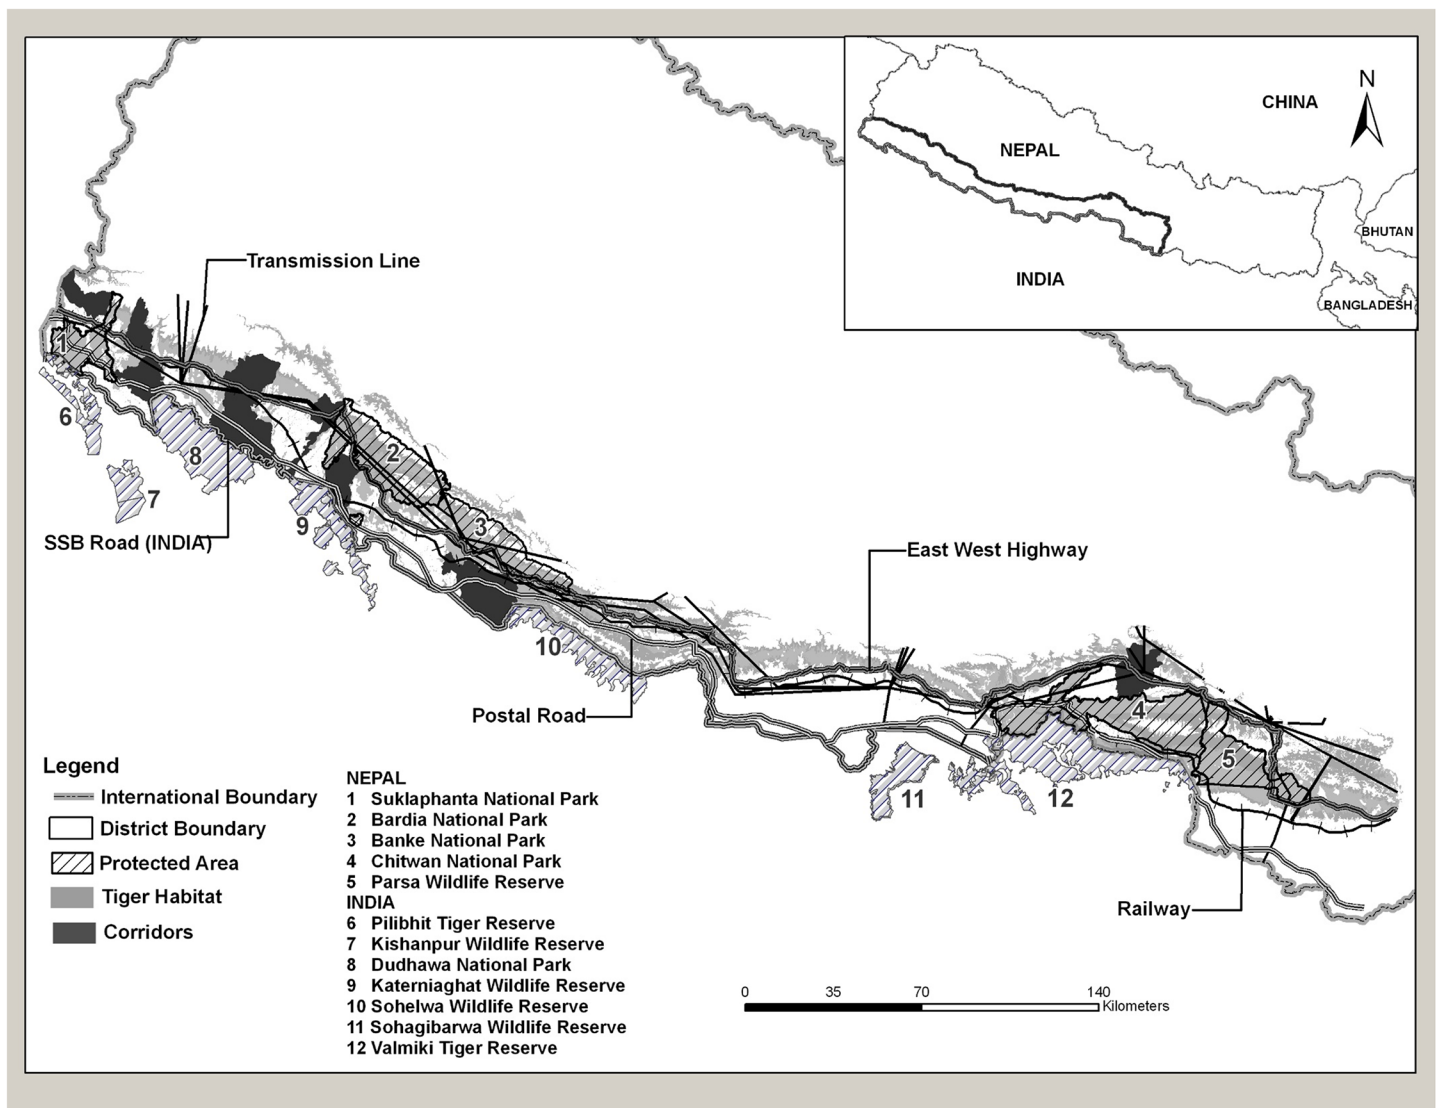 N
CHINA
NEPAL
BHUTAN
INDIA
BANGLADESH
Transmission Line
1
2
3
6
8
7
9
SSB Road (INDIA)
East West Highway
10
Postal Road
4
5
11
12
Railway
Legend
International Boundary
District Boundary
Protected Area
Tiger Habitat
Corridors
NEPAL
1 Suklaphanta National Park
2 Bardia National Park
3 Banke National Park
4 Chitwan National Park
5 Parsa Wildlife Reserve
INDIA
6 Pilibhit Tiger Reserve
7 Kishanpur Wildlife Reserve
8 Dudhawa National Park
9 Katerniaghat Wildlife Reserve
10 Sohelwa Wildlife Reserve
11 Sohagibarwa Wildlife Reserve
12 Valmiki Tiger Reserve
0 35 70 140
Kilometers